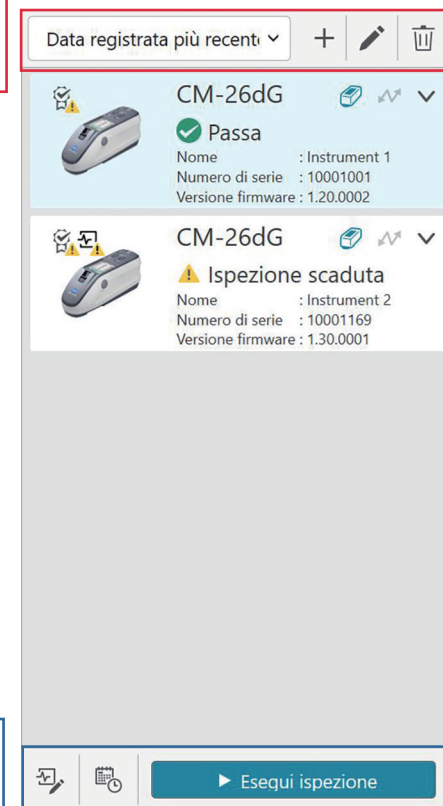 Data registrata più recente
CM-26dG
Passa
Nome : Instrument 1
Numero di serie : 10001001
Versione firmware : 1.20.0002
CM-26dG
Ispezione scaduta
Nome : Instrument 2
Numero di serie : 10001169
Versione firmware : 1.30.0001
Esegui ispezione